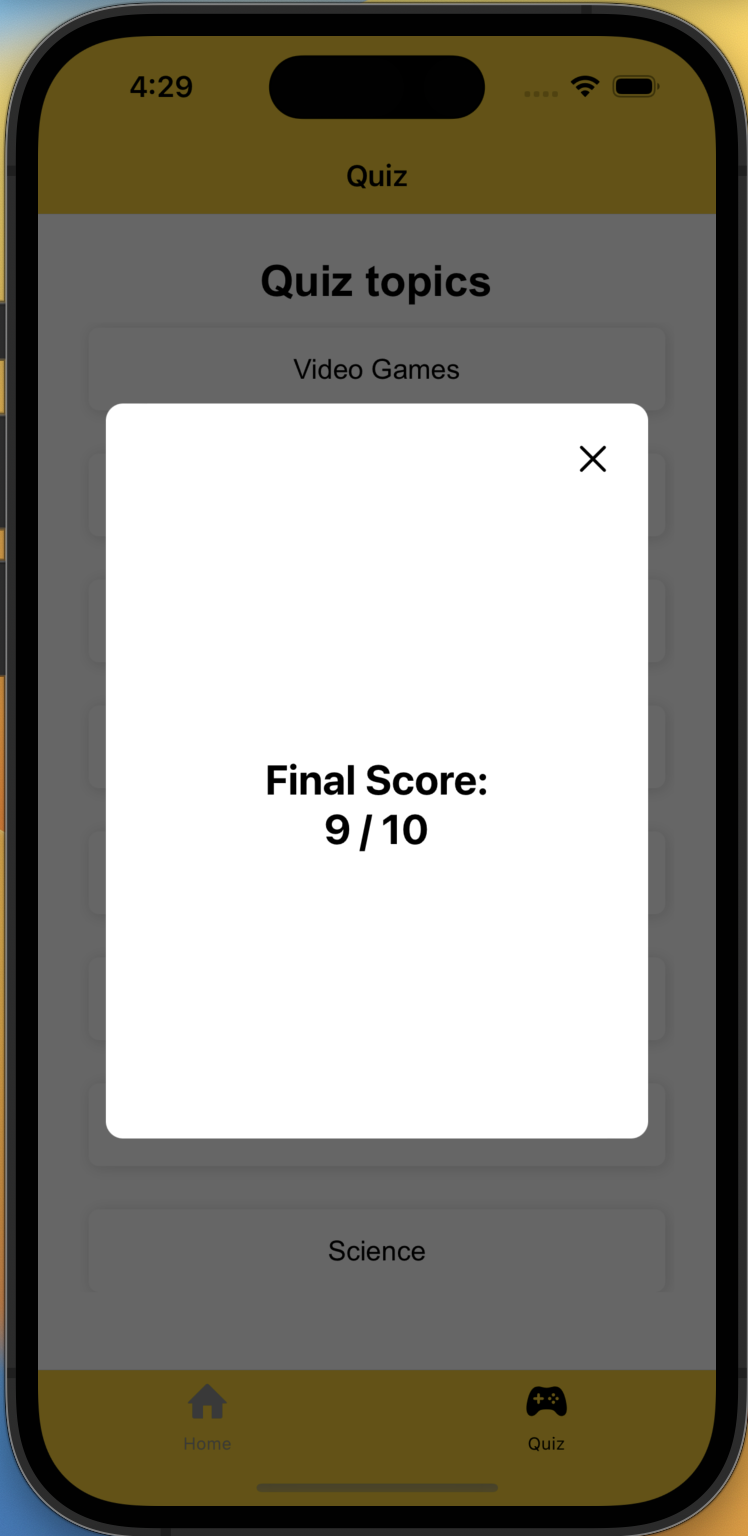 4:29
Quiz
Quiz topics
Video Games
Final Score:
9 / 10
Science
Home
Quiz